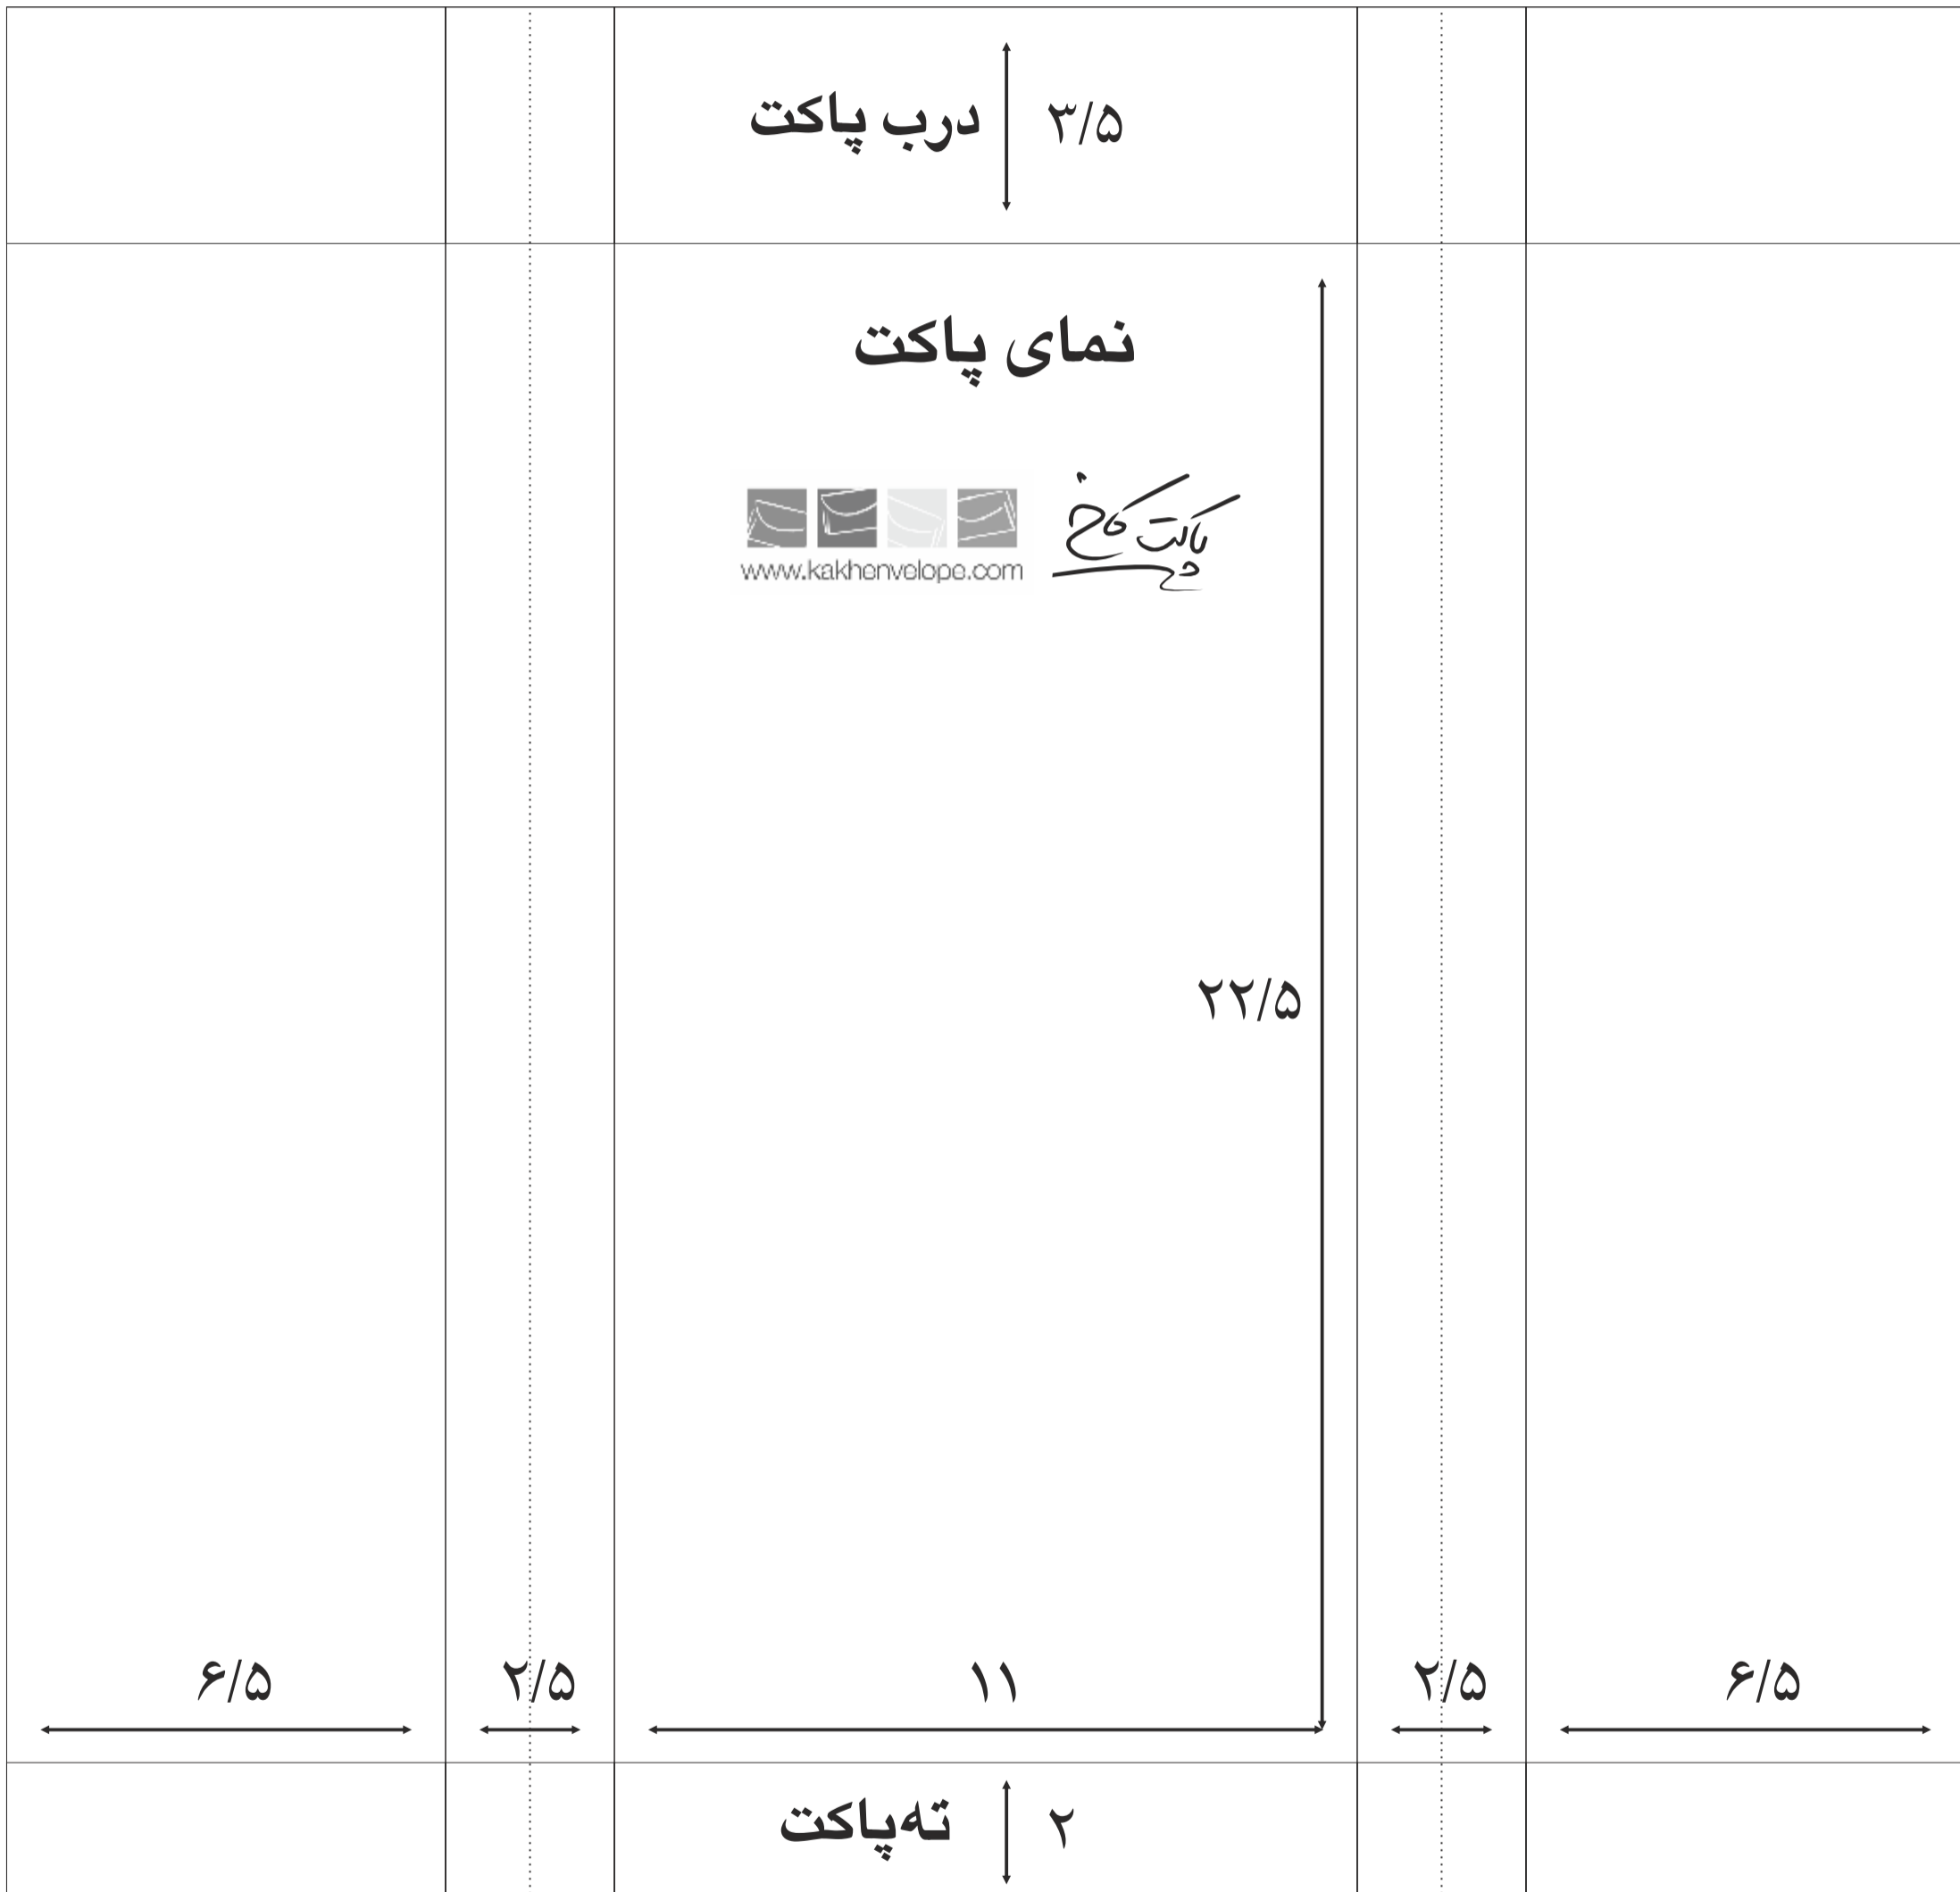 درب پاکت
۳/۵
نمای پاکت
پاکت کاخ
www.kakhenvelope.com
۲۲/۵
۶/۵
۲/۵
۱۱
۲/۵
۶/۵
ته‌پاکت
۲